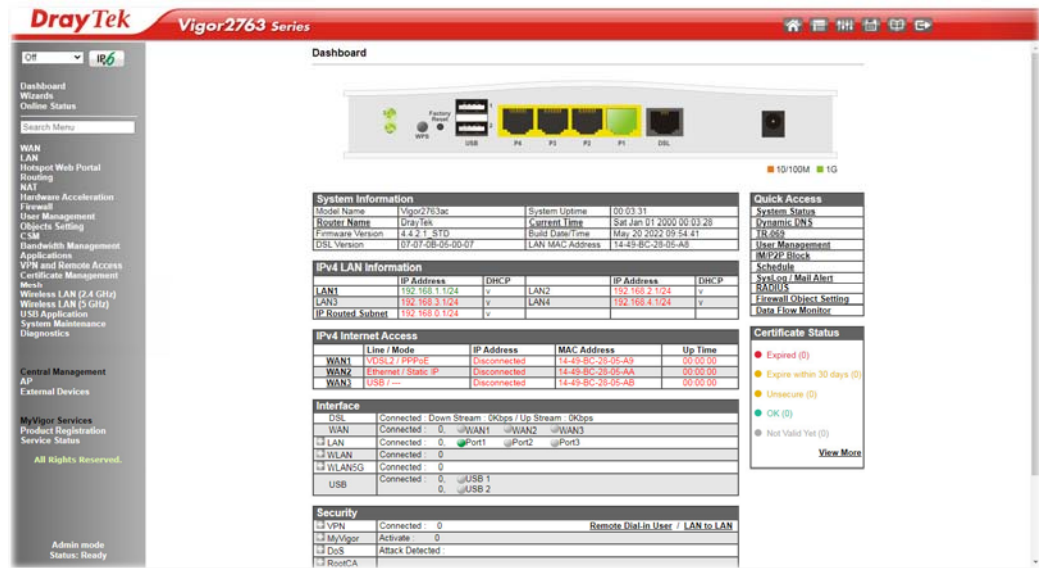 DrayTek Vigor2763 Series
Off IPv6
Dashboard
Wizards
Online Status
Search Menu
WAN
LAN
Hotspot Web Portal
Routing
NAT
Hardware Acceleration
Firewall
User Management
Objects Setting
CSM
Bandwidth Management
Applications
VPN and Remote Access
Certificate Management
Mesh
Wireless LAN (2.4 GHz)
Wireless LAN (5 GHz)
USB Application
System Maintenance
Diagnostics
Central Management
AP
External Devices
MyVigor Services
Product Registration
Service Status
All Rights Reserved.
Admin mode
Status: Ready
Dashboard
Factory
Reset
WPS
1
2
USB P4 P3 P2 P1 DSL
10/100M 1G
System Information
Model Name Vigor2763ac System Uptime 00:03:31
Router Name DrayTek Current Time Sat Jan 01 2000 00:03:28
Firmware Version 4.4.2.1_STD Build Date/Time May 20 2022 09:54:41
DSL Version 07-07-0B-05-00-07 LAN MAC Address 14-49-BC-28-05-A8
IPv4 LAN Information
IP Address DHCP IP Address DHCP
LAN1 192.168.1.1/24 v LAN2 192.168.2.1/24 v
LAN3 192.168.3.1/24 v LAN4 192.168.4.1/24 v
IP Routed Subnet 192.168.0.1/24 v
IPv4 Internet Access
Line / Mode IP Address MAC Address Up Time
WAN1 VDSL2 / PPPoE Disconnected 14-49-BC-28-05-A9 00:00:00
WAN2 Ethernet / Static IP Disconnected 14-49-BC-28-05-AA 00:00:00
WAN3 USB / --- Disconnected 14-49-BC-28-05-AB 00:00:00
Interface
DSL Connected : Down Stream : 0Kbps / Up Stream : 0Kbps
WAN Connected : 0, WAN1 WAN2 WAN3
LAN Connected : 0, Port1 Port2 Port3
WLAN Connected : 0
WLAN5G Connected : 0
USB Connected : 0, USB 1
0, USB 2
Security
VPN Connected : 0 Remote Dial-in User / LAN to LAN
MyVigor Activate : 0
DoS Attack Detected :
RootCA
Quick Access
System Status
Dynamic DNS
TR-069
User Management
IM/P2P Block
Schedule
SysLog / Mail Alert
RADIUS
Firewall Object Setting
Data Flow Monitor
Certificate Status
Expired (0)
Expire within 30 days (0)
Unsecure (0)
OK (0)
Not Valid Yet (0)
View More